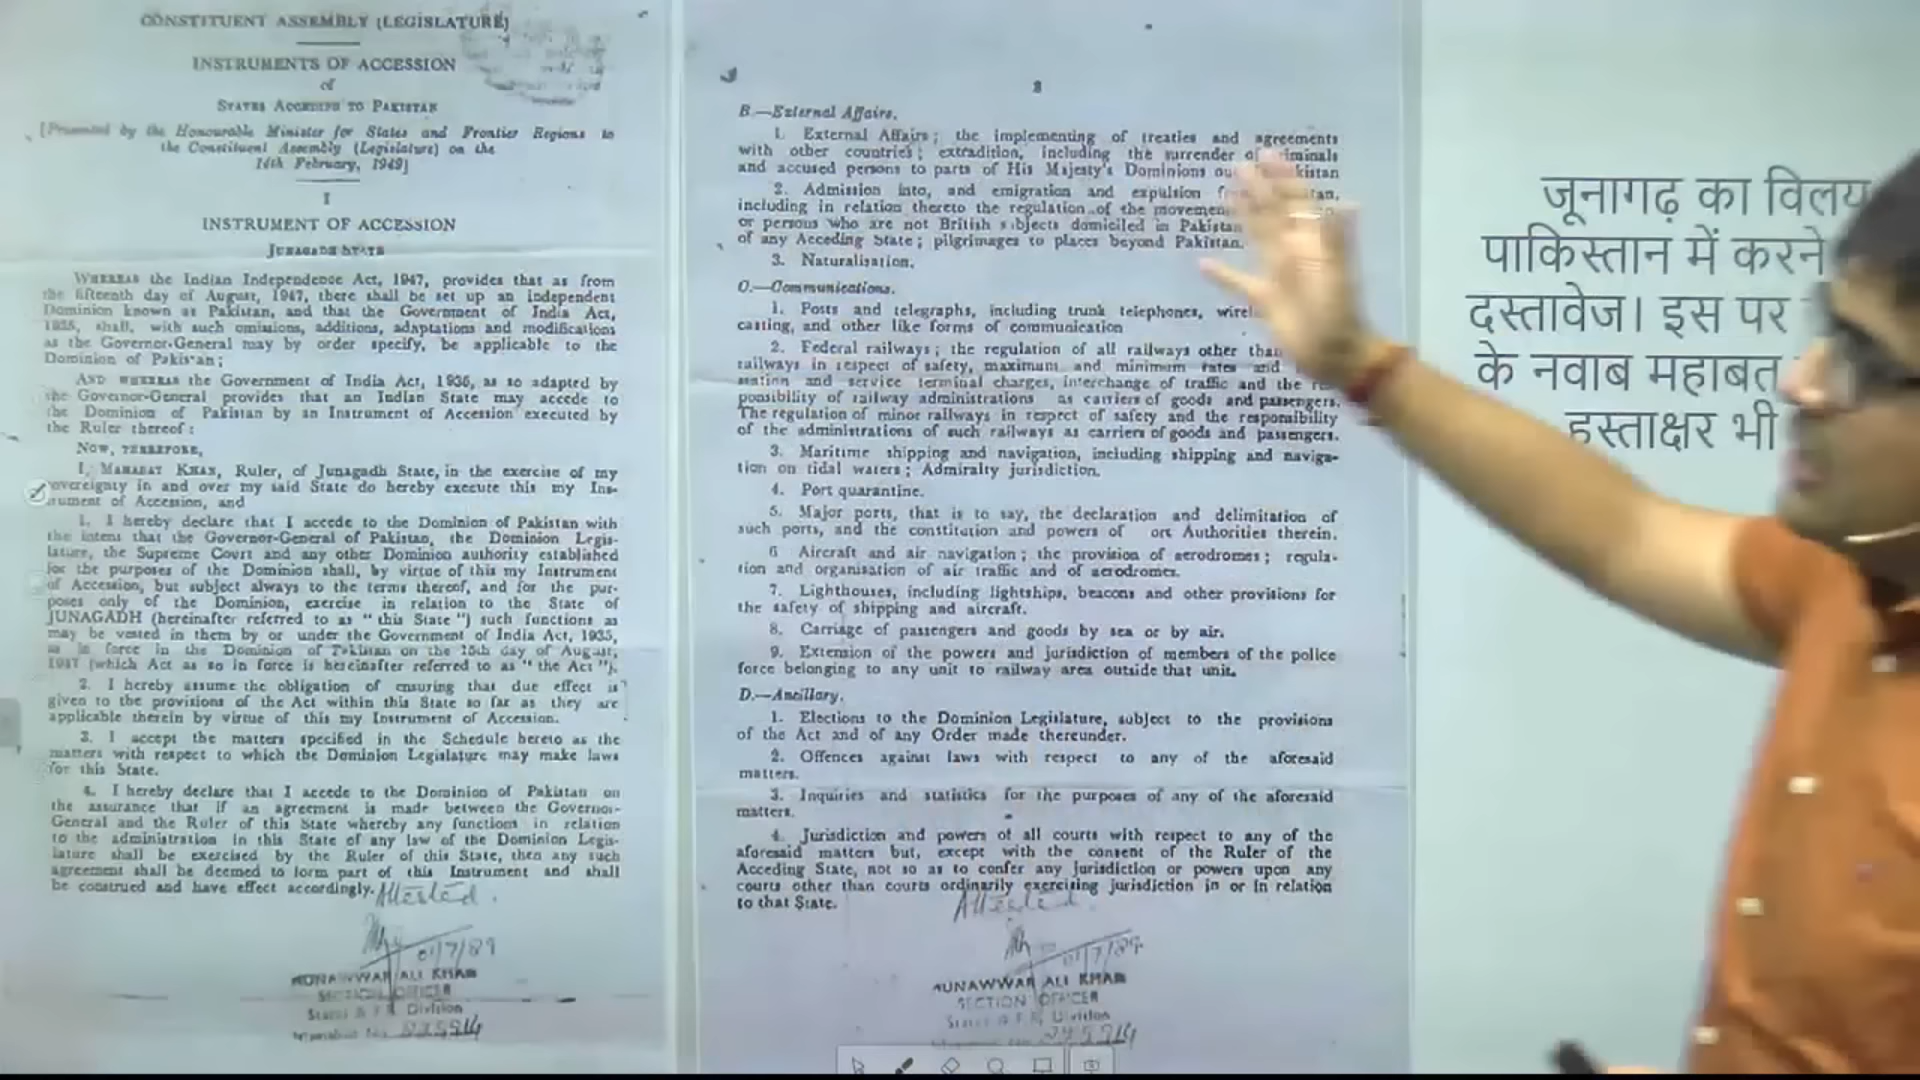 CONSTITUENT ASSEMBLY (LEGISLATURE)
INSTRUMENTS OF ACCESSION
of
STATES ACCEDING TO PAKISTAN
[Presented by the Honourable Minister for States and Frontier Regions to
the Constituent Assembly (Legislature) on the
14th February, 1949]
I
INSTRUMENT OF ACCESSION
JUNAGADH STATE
WHEREAS the Indian Independence Act, 1947, provides that as from
the fifteenth day of August, 1947, there shall be set up an independent
Dominion known as Pakistan, and that the Government of India Act,
1935, shall, with such omissions, additions, adaptations and modifications
as the Governor-General may by order specify, be applicable to the
Dominion of Pakistan;
AND WHEREAS the Government of India Act, 1935, as so adapted by
the Governor-General provides that an Indian State may accede to
the Dominion of Pakistan by an Instrument of Accession executed by
the Ruler thereof:
NOW, THEREFORE,
I, MAHABAT KHAN, Ruler, of Junagadh State, in the exercise of my
sovereignty in and over my said State do hereby execute this my Ins-
trument of Accession, and
1. I hereby declare that I accede to the Dominion of Pakistan with
the intent that the Governor-General of Pakistan, the Dominion Legis-
lature, the Supreme Court and any other Dominion authority established
for the purposes of the Dominion shall, by virtue of this my Instrument
of Accession, but subject always to the terms thereof, and for the pur-
poses only of the Dominion, exercise in relation to the State of
JUNAGADH (hereinafter referred to as "this State") such functions as
may be vested in them by or under the Government of India Act, 1935,
as in force in the Dominion of Pakistan on the 15th day of August,
1947 (which Act as so in force is hereinafter referred to as "the Act").
2. I hereby assume the obligation of ensuring that due effect is
given to the provisions of the Act within this State so far as they are
applicable therein by virtue of this my Instrument of Accession.
3. I accept the matters specified in the Schedule hereto as the
matters with respect to which the Dominion Legislature may make laws
for this State.
4. I hereby declare that I accede to the Dominion of Pakistan on
the assurance that if an agreement is made between the Governor-
General and the Ruler of this State whereby any functions in relation
to the administration in this State of any law of the Dominion Legis-
lature shall be exercised by the Ruler of this State, then any such
agreement shall be deemed to form part of this Instrument and shall
be construed and have effect accordingly.
Attested.
01/7/89
MUNAWWAR ALI KHAN
SECTION OFFICER
States & F.R. Division
B.—External Affairs.
1. External Affairs; the implementing of treaties and agreements
with other countries; extradition, including the surrender of criminals
and accused persons to parts of His Majesty's Dominions
2. Admission into, and emigration and expulsion
including in relation thereto the regulation of the
or persons who are not British subjects domiciled in Pakistan
of any Acceding State; pilgrimages to places beyond Pakistan.
3. Naturalisation.
C.—Communications.
1. Posts and telegraphs, including trunk telephones,
casting, and other like forms of communication
2. Federal railways; the regulation of all railways other than
railways in respect of safety, maximum and minimum rates and
station and service terminal charges, interchange of traffic and the res-
ponsibility of railway administrations as carriers of goods and passengers.
The regulation of minor railways in respect of safety and the responsibility
of the administrations of such railways as carriers of goods and passengers.
3. Maritime shipping and navigation, including shipping and naviga-
tion on tidal waters; Admiralty jurisdiction.
4. Port quarantine.
5. Major ports, that is to say, the declaration and delimitation of
such ports, and the constitution and powers of ort Authorities therein.
6 Aircraft and air navigation; the provision of aerodromes; regula-
tion and organisation of air traffic and of aerodromes.
7. Lighthouses, including lightships, beacons and other provisions for
the safety of shipping and aircraft.
8. Carriage of passengers and goods by sea or by air.
9. Extension of the powers and jurisdiction of members of the police
force belonging to any unit to railway area outside that unit.
D.—Ancillary.
1. Elections to the Dominion Legislature, subject to the provisions
of the Act and of any Order made thereunder.
2. Offences against laws with respect to any of the aforesaid
matters.
3. Inquiries and statistics for the purposes of any of the aforesaid
matters.
4. Jurisdiction and powers of all courts with respect to any of the
aforesaid matters but, except with the consent of the Ruler of the
Acceding State, not so as to confer any jurisdiction or powers upon any
courts other than courts ordinarily exercising jurisdiction in or in relation
to that State.
Attested.
01/7/89
MUNAWWAR ALI KHAN
SECTION OFFICER
States & F.R. Division
जूनागढ़ का विलय
पाकिस्तान में करने
दस्तावेज। इस पर
के नवाब महाबत
हस्ताक्षर भी